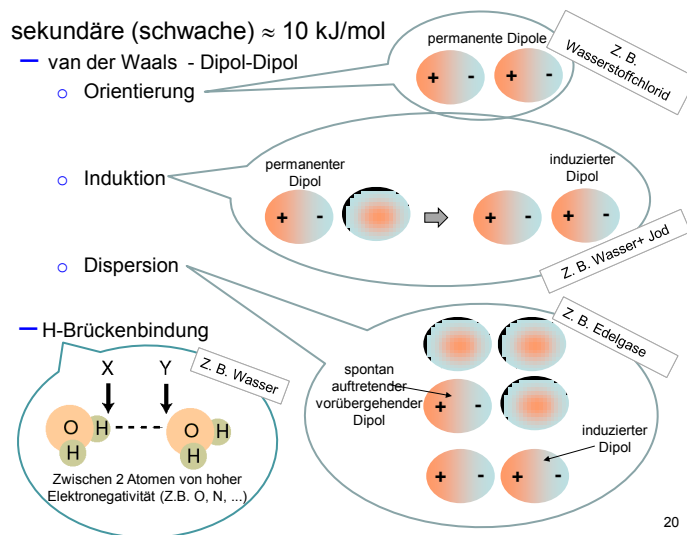 sekundäre (schwache) ≈ 10 kJ/mol
– van der Waals - Dipol-Dipol
o Orientierung
permanente Dipole
+ - + -
Z. B.
Wasserstoffchlorid
o Induktion
permanenter
Dipol
induzierter
Dipol
+ - + - + -
Z. B. Wasser+ Jod
o Dispersion
Z. B. Edelgase
spontan
auftretender
vorübergehender
Dipol
+ -
induzierter
Dipol
+ - + -
– H-Brückenbindung
Z. B. Wasser
X Y
O H O H
H H
Zwischen 2 Atomen von hoher
Elektronegativität (Z.B. O, N, ...)
20